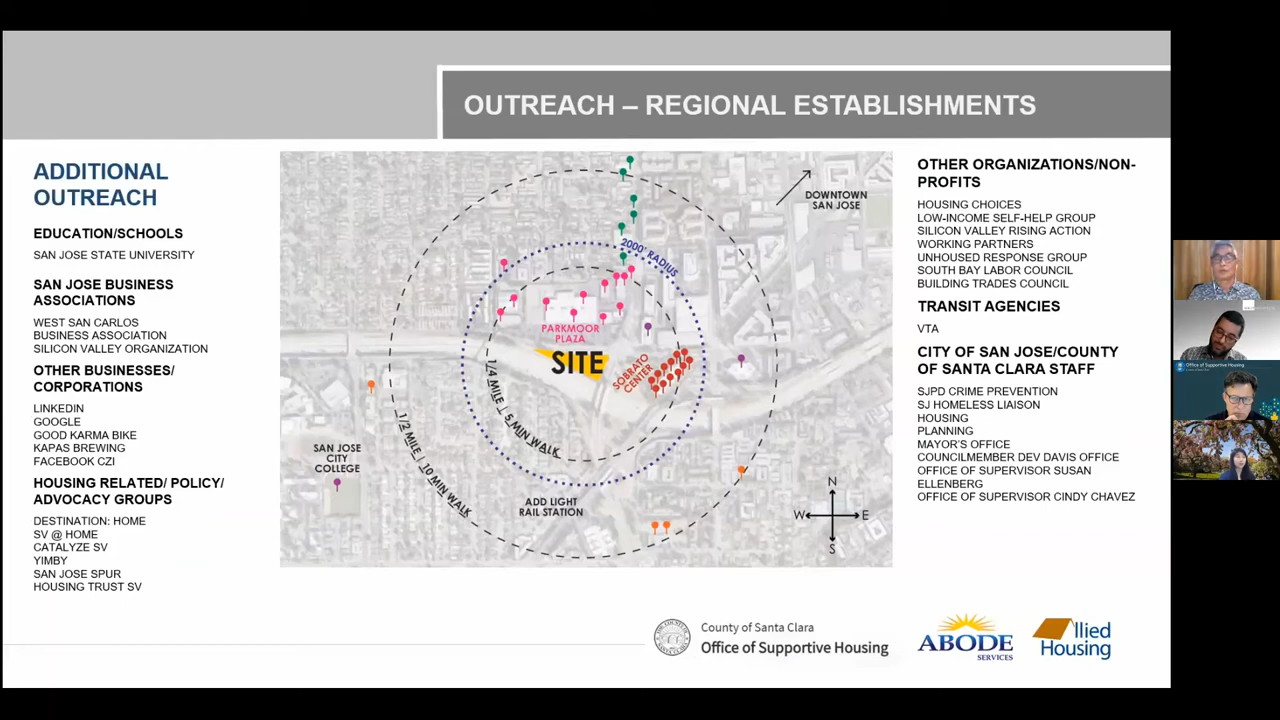 OUTREACH – REGIONAL ESTABLISHMENTS
ADDITIONAL
OUTREACH
EDUCATION/SCHOOLS
SAN JOSE STATE UNIVERSITY
SAN JOSE BUSINESS
ASSOCIATIONS
WEST SAN CARLOS
BUSINESS ASSOCIATION
SILICON VALLEY ORGANIZATION
OTHER BUSINESSES/
CORPORATIONS
LINKEDIN
GOOGLE
GOOD KARMA BIKE
KAPAS BREWING
FACEBOOK CZI
HOUSING RELATED/ POLICY/
ADVOCACY GROUPS
DESTINATION: HOME
SV @ HOME
CATALYZE SV
YIMBY
SAN JOSE SPUR
HOUSING TRUST SV
DOWNTOWN
SAN JOSE
2000' RADIUS
PARKMOOR
PLAZA
SITE
SOBRATO
CENTER
1/4 MILE | 5 MIN WALK
1/2 MILE | 10 MIN WALK
SAN JOSE
CITY
COLLEGE
ADD LIGHT
RAIL STATION
N
W
E
S
OTHER ORGANIZATIONS/NON-
PROFITS
HOUSING CHOICES
LOW-INCOME SELF-HELP GROUP
SILICON VALLEY RISING ACTION
WORKING PARTNERS
UNHOUSED RESPONSE GROUP
SOUTH BAY LABOR COUNCIL
BUILDING TRADES COUNCIL
TRANSIT AGENCIES
VTA
CITY OF SAN JOSE/COUNTY
OF SANTA CLARA STAFF
SJPD CRIME PREVENTION
SJ HOMELESS LIAISON
HOUSING
PLANNING
MAYOR'S OFFICE
COUNCILMEMBER DEV DAVIS OFFICE
OFFICE OF SUPERVISOR SUSAN
ELLENBERG
OFFICE OF SUPERVISOR CINDY CHAVEZ
County of Santa Clara
Office of Supportive Housing
ABODE
SERVICES
llied
Housing
Office of Supportive Housing